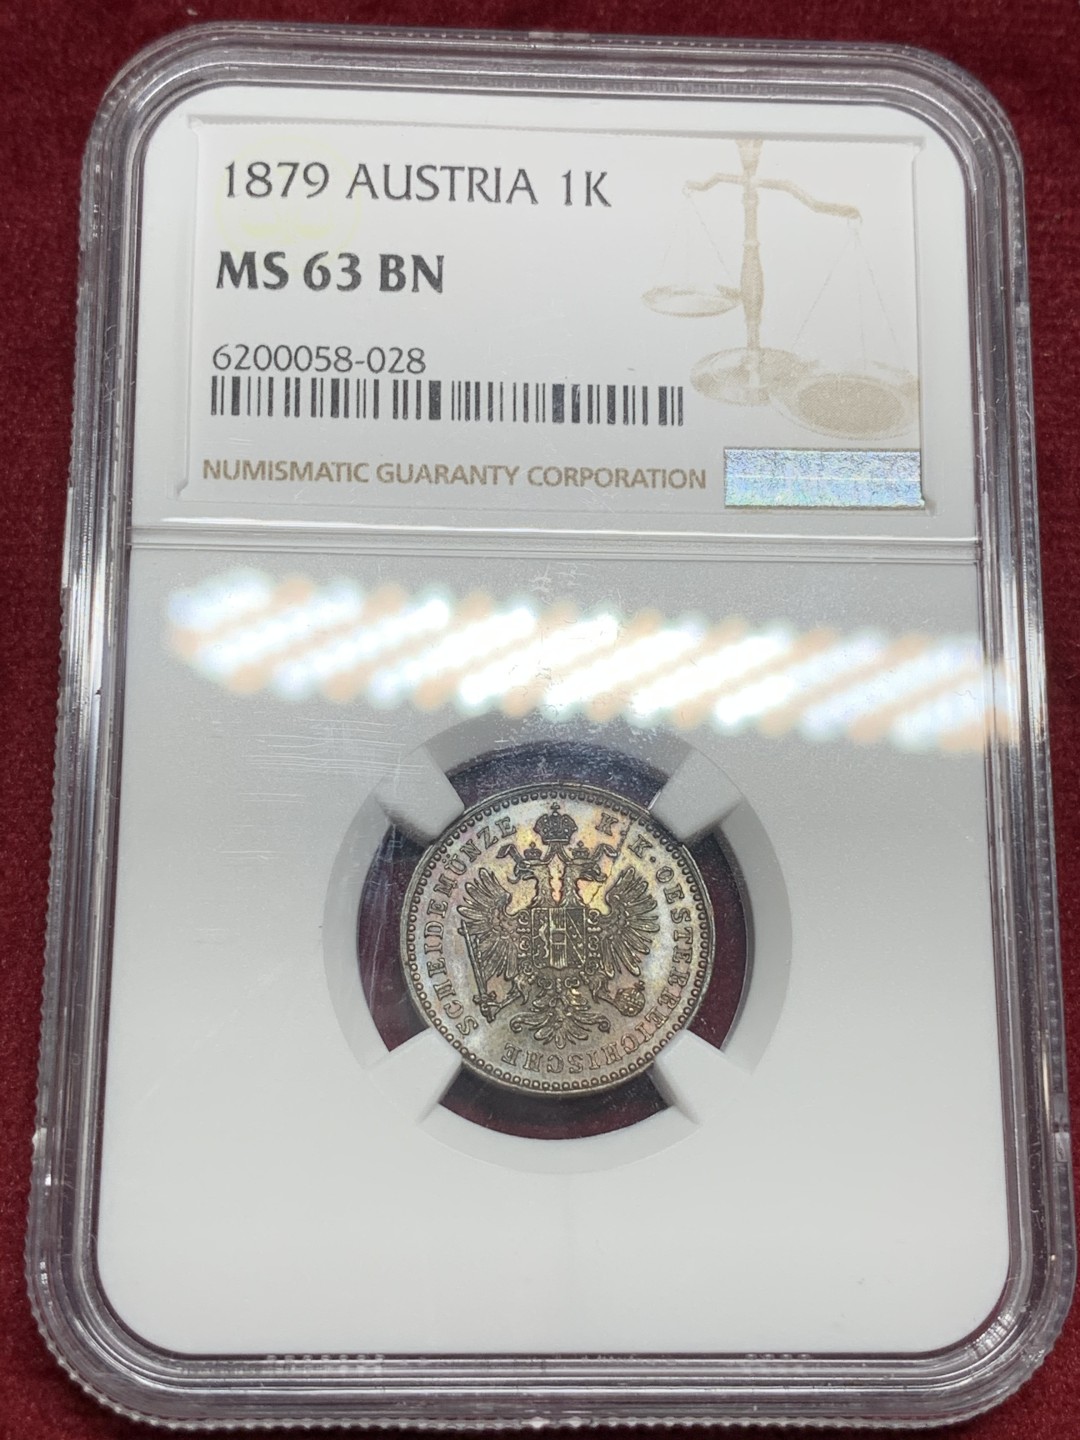 1879 AUSTRIA 1K
MS 63 BN
6200058-028
NUMISMATIC GUARANTY CORPORATION
K. K. OESTERREICHISCHE SCHEIDEMÜNZE